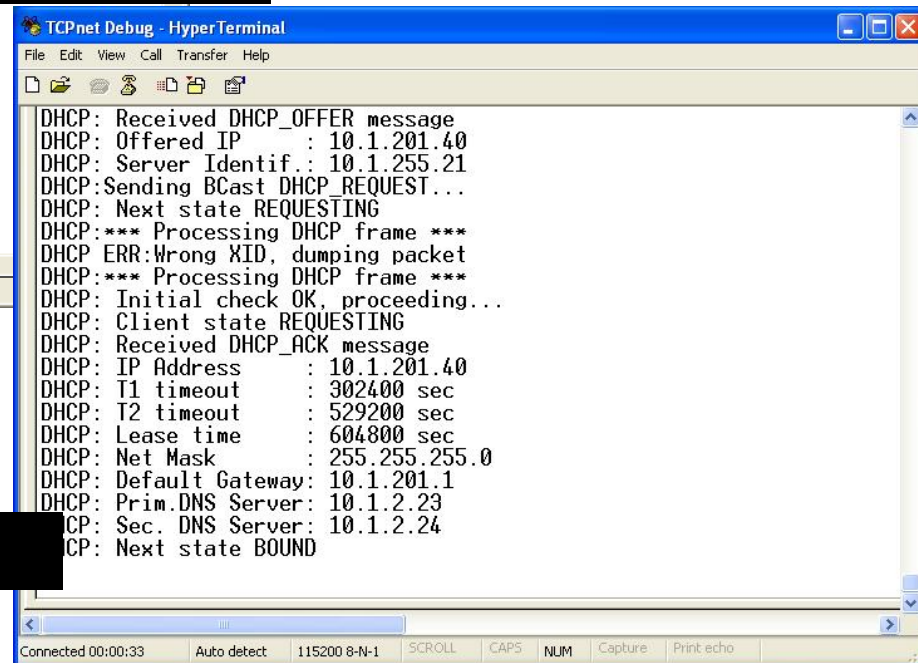 TCPnet Debug - HyperTerminal
File Edit View Call Transfer Help
DHCP: Received DHCP_OFFER message
DHCP: Offered IP : 10.1.201.40
DHCP: Server Identif.: 10.1.255.21
DHCP:Sending BCast DHCP_REQUEST...
DHCP: Next state REQUESTING
DHCP:*** Processing DHCP frame ***
DHCP ERR:Wrong XID, dumping packet
DHCP:*** Processing DHCP frame ***
DHCP: Initial check OK, proceeding...
DHCP: Client state REQUESTING
DHCP: Received DHCP_ACK message
DHCP: IP Address : 10.1.201.40
DHCP: T1 timeout : 302400 sec
DHCP: T2 timeout : 529200 sec
DHCP: Lease time : 604800 sec
DHCP: Net Mask : 255.255.255.0
DHCP: Default Gateway: 10.1.201.1
DHCP: Prim.DNS Server: 10.1.2.23
CP: Sec. DNS Server: 10.1.2.24
CP: Next state BOUND
Connected 00:00:33 Auto detect 115200 8-N-1 SCROLL CAPS NUM Capture Print echo